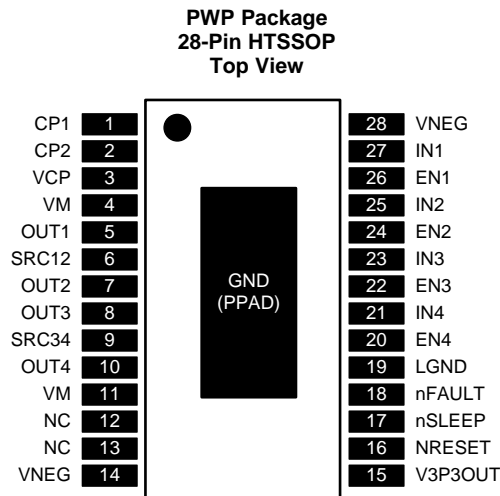 PWP Package
28-Pin HTSSOP
Top View
CP1 1 28 VNEG
CP2 2 27 IN1
VCP 3 26 EN1
VM 4 25 IN2
OUT1 5 24 EN2
SRC12 6 23 IN3
OUT2 7 22 EN3
GND
(PPAD)
OUT3 8 21 IN4
SRC34 9 20 EN4
OUT4 10 19 LGND
VM 11 18 nFAULT
NC 12 17 nSLEEP
NC 13 16 NRESET
VNEG 14 15 V3P3OUT